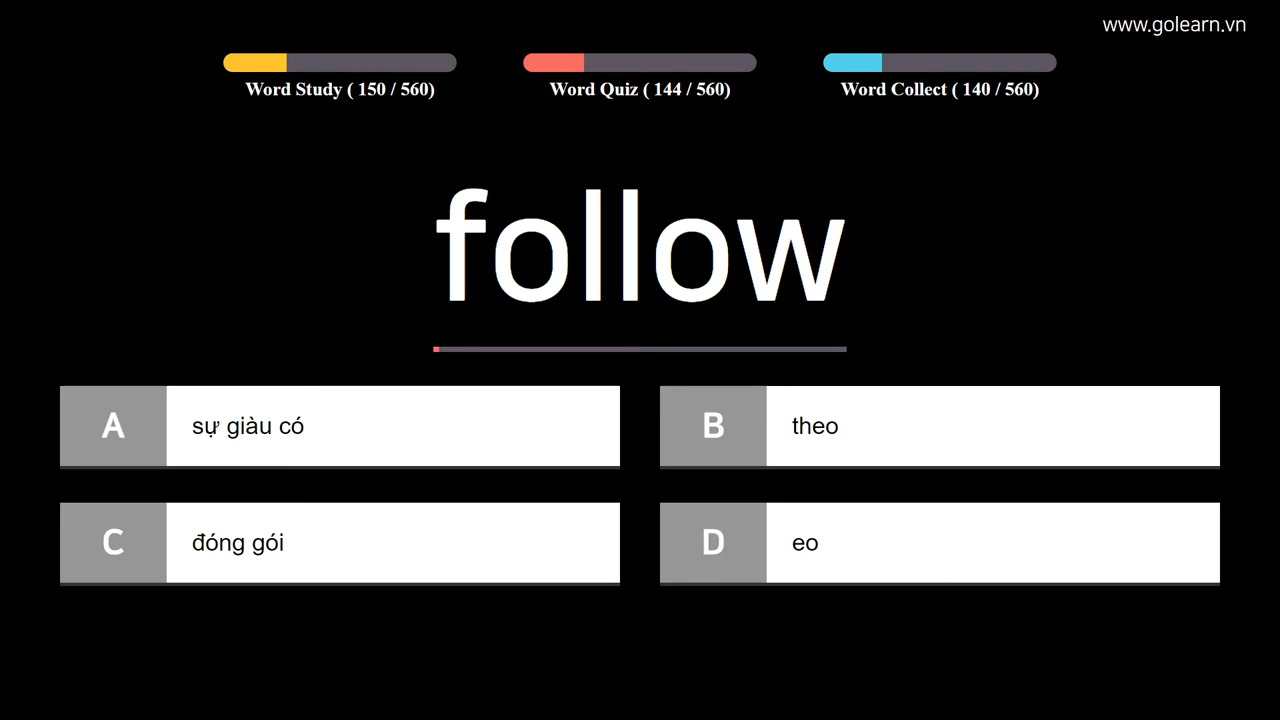 www.golearn.vn
Word Study ( 150 / 560)
Word Quiz ( 144 / 560)
Word Collect ( 140 / 560)
follow
A sự giàu có
B theo
C đóng gói
D eo